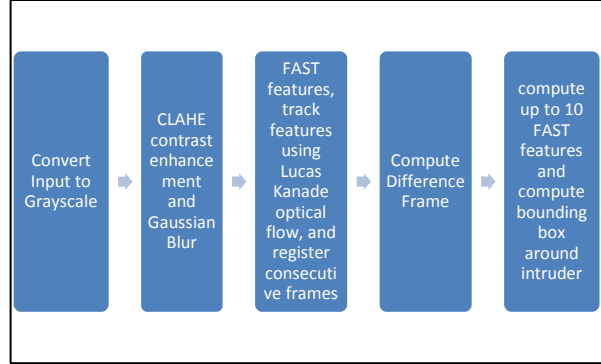 Convert
Input to
Grayscale
CLAHE
contrast
enhance
ment
and
Gaussian
Blur
FAST
features,
track
features
using
Lucas
Kanade
optical
flow, and
register
consecuti
ve frames
Compute
Difference
Frame
compute
up to 10
FAST
features
and
compute
bounding
box
around
intruder